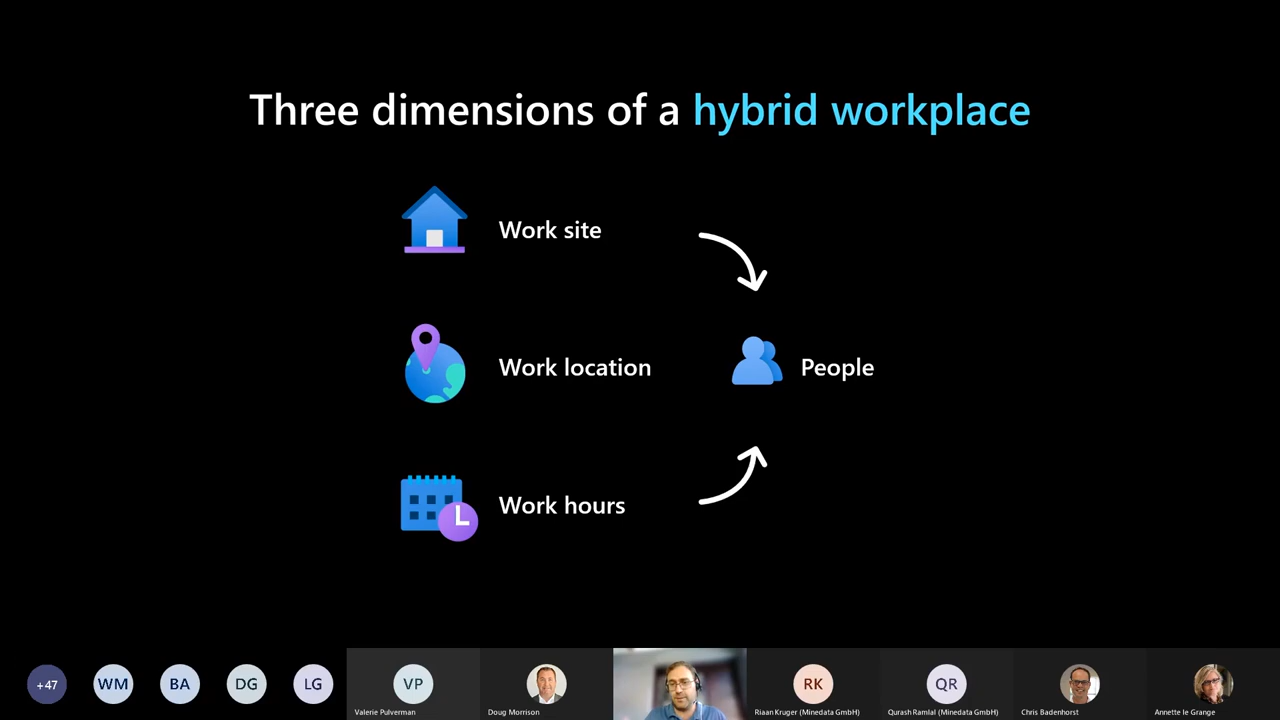 Three dimensions of a hybrid workplace
Work site
Work location
People
Work hours
+47
WM
BA
DG
LG
VP
RK
QR
Valerie Pulverman
Doug Morrison
Riaan Kruger (Minedata GmbH)
Qurash Ramlal (Minedata GmbH)
Chris Badenhorst
Annette le Grange